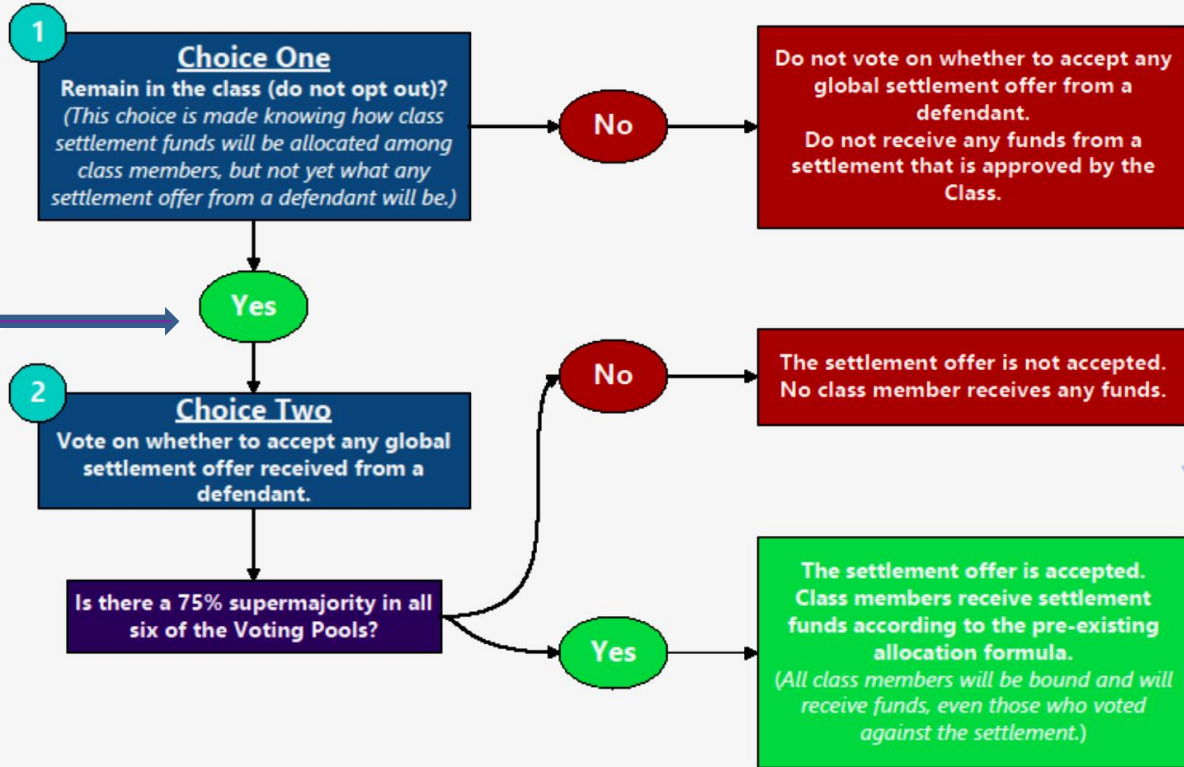 1
Choice One
Remain in the class (do not opt out)?
(This choice is made knowing how class
settlement funds will be allocated among
class members, but not yet what any
settlement offer from a defendant will be.)
No
Do not vote on whether to accept any
global settlement offer from a
defendant.
Do not receive any funds from a
settlement that is approved by the
Class.
Yes
2
Choice Two
Vote on whether to accept any global
settlement offer received from a
defendant.
No
The settlement offer is not accepted.
No class member receives any funds.
Is there a 75% supermajority in all
six of the Voting Pools?
Yes
The settlement offer is accepted.
Class members receive settlement
funds according to the pre-existing
allocation formula.
(All class members will be bound and will
receive funds, even those who voted
against the settlement.)